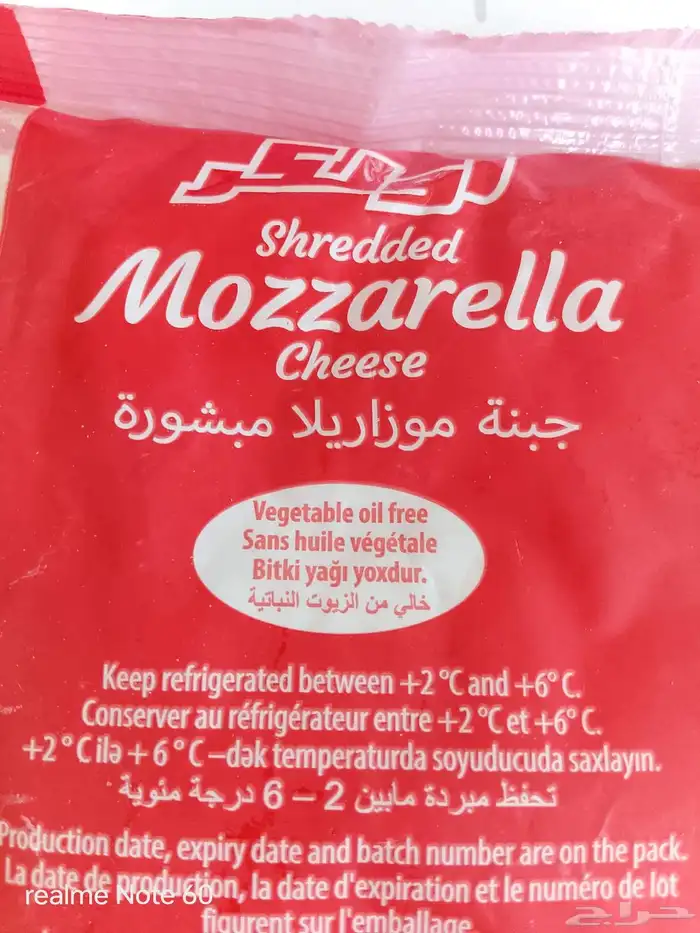 Shredded
Mozzarella
Cheese
جبنة موزاريلا مبشورة
Vegetable oil free
Sans huile végétale
Bitki yağı yoxdur.
خالي من الزيوت النباتية
Keep refrigerated between +2 °C and +6° C.
Conserver au réfrigérateur entre +2 °C et +6° C.
+2 ° C ilə + 6 ° C –dək temperaturda soyuducuda saxlayın.
تحفظ مبردة مابين 2 – 6 درجة مئوية
Production date, expiry date and batch number are on the pack.
La date de production, la date d'expiration et le numéro de lot
figurent sur l'emballage
realme Note 60
حراج